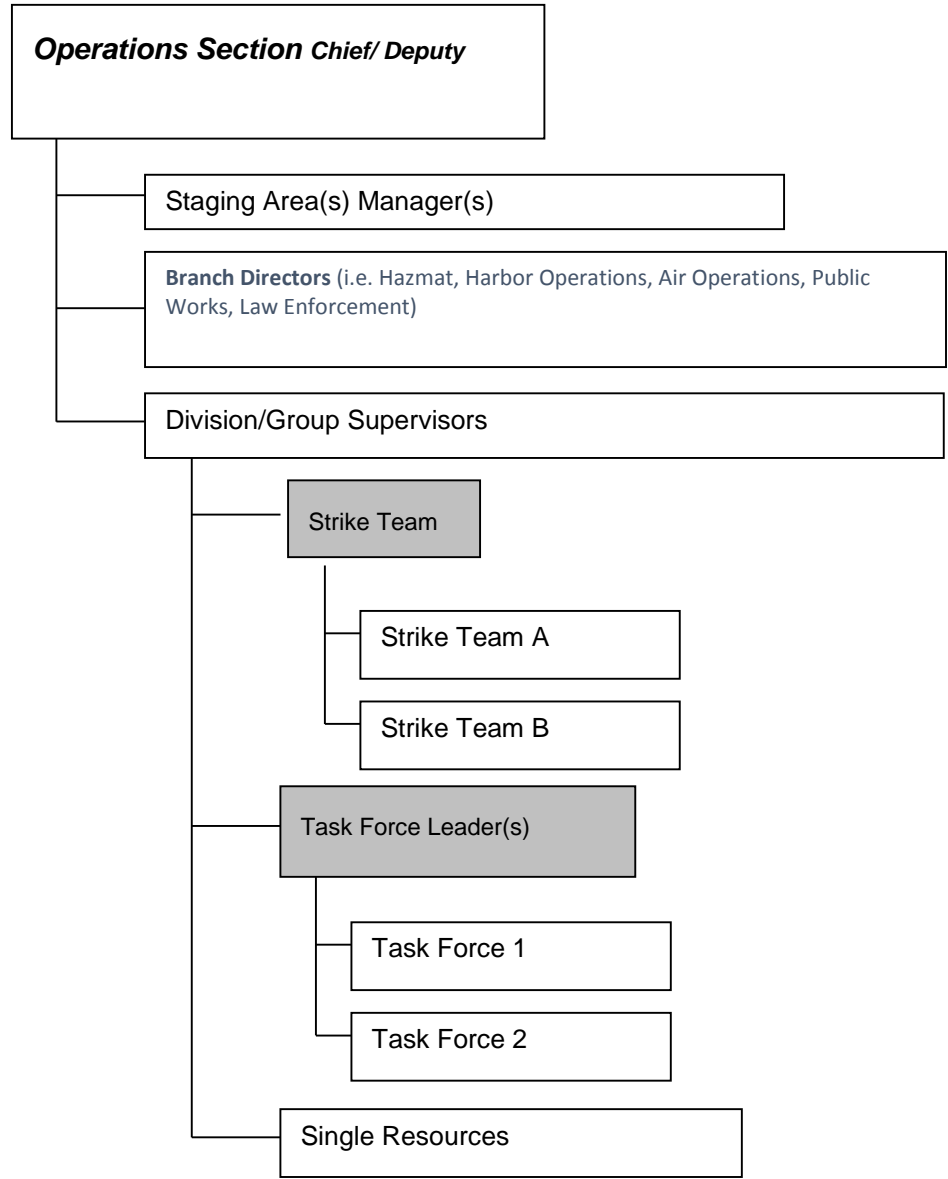 Operations Section Chief/ Deputy
Staging Area(s) Manager(s)
Branch Directors (i.e. Hazmat, Harbor Operations, Air Operations, Public
Works, Law Enforcement)
Division/Group Supervisors
Strike Team
Strike Team A
Strike Team B
Task Force Leader(s)
Task Force 1
Task Force 2
Single Resources